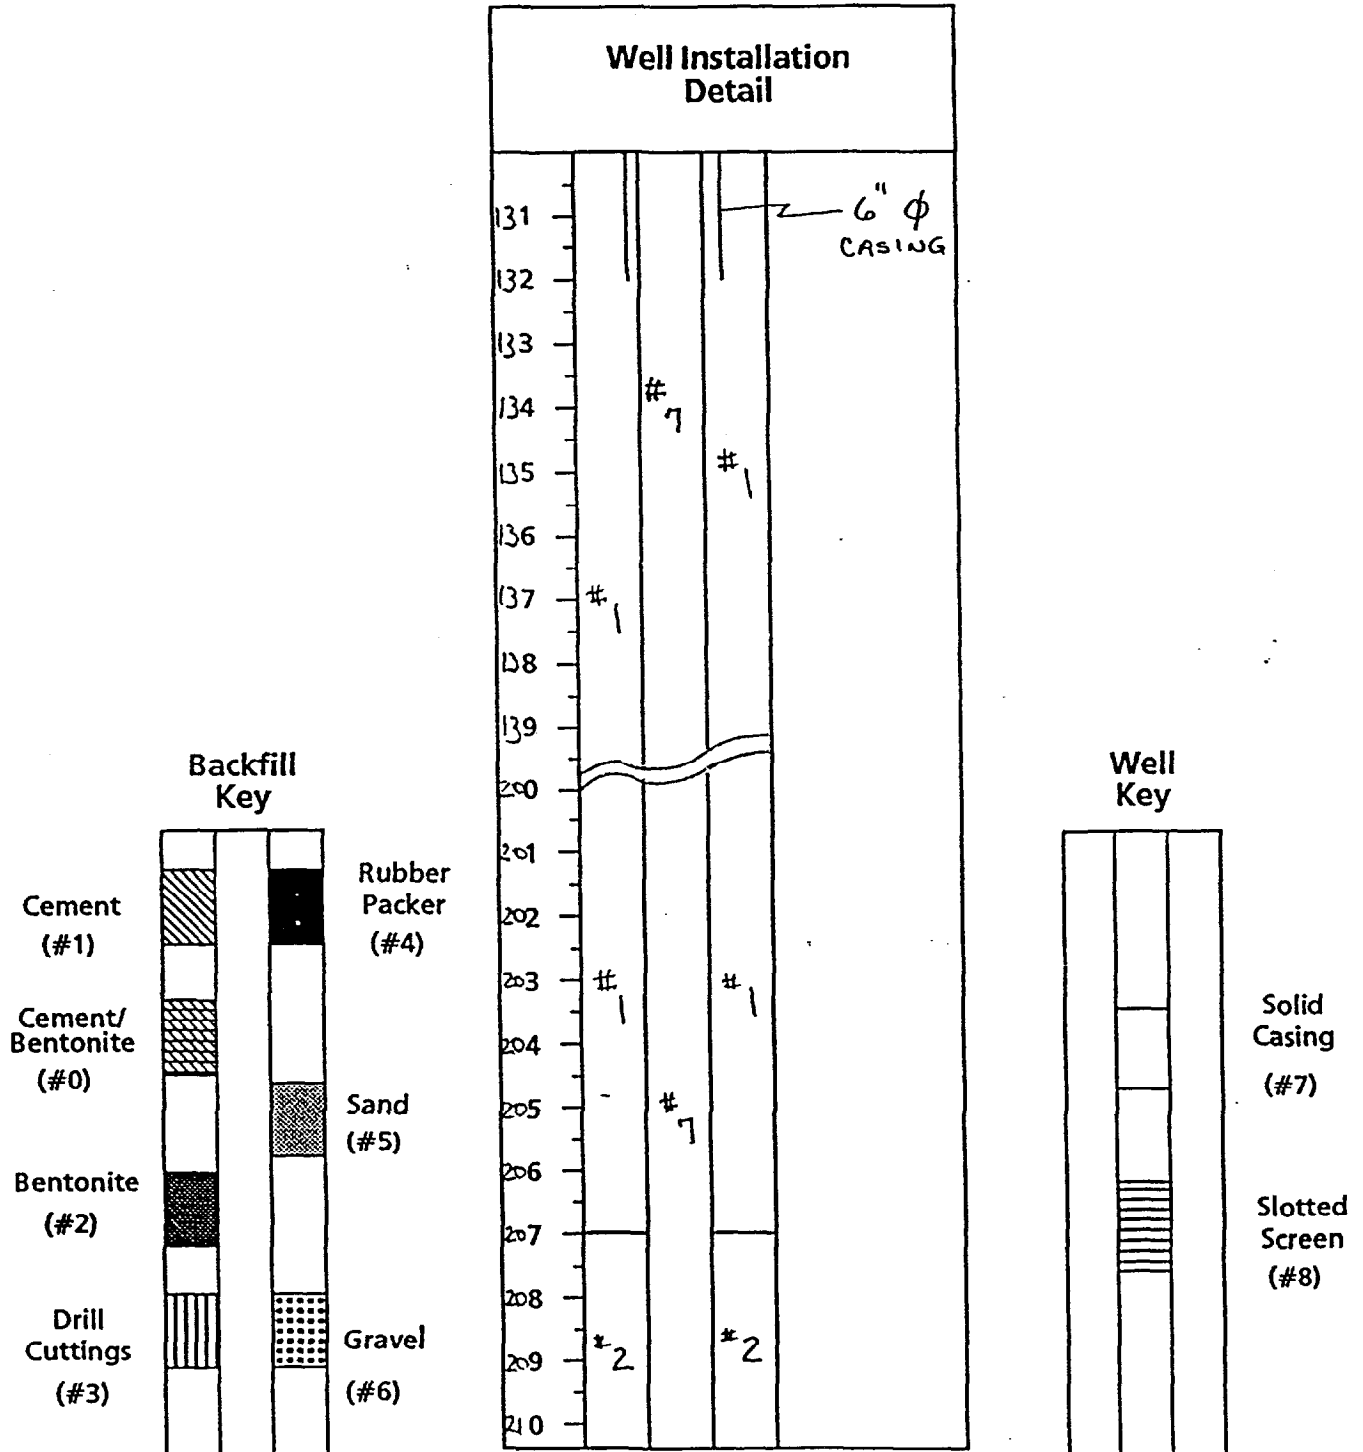 Well Installation
Detail
131
132
133
134
135
136
137
138
139
200
201
202
203
204
205
206
207
208
209
210
6" ϕ
CASING
#7
#1
#1
#1
#1
#7
#2
#2
Backfill
Key
Cement
(#1)
Cement/
Bentonite
(#0)
Bentonite
(#2)
Drill
Cuttings
(#3)
Rubber
Packer
(#4)
Sand
(#5)
Gravel
(#6)
Well
Key
Solid
Casing
(#7)
Slotted
Screen
(#8)